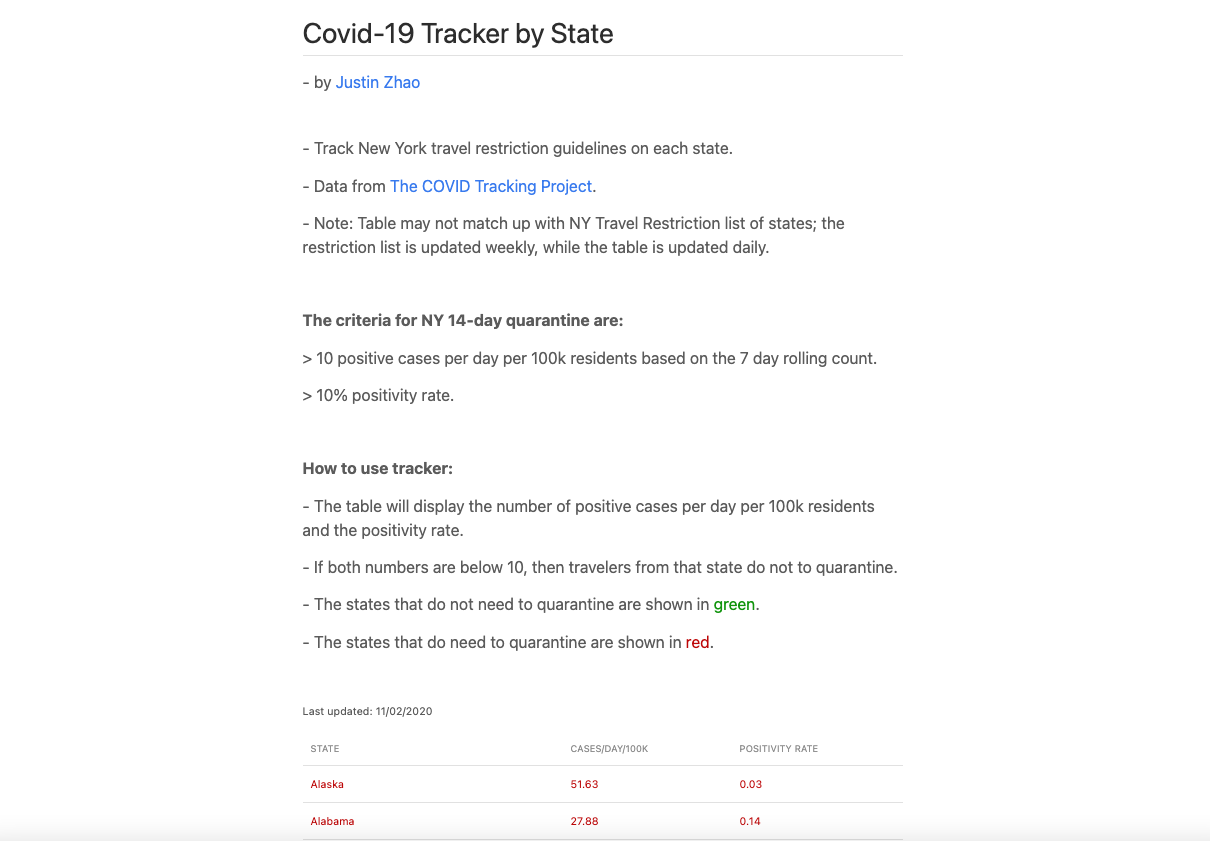 Covid-19 Tracker by State
- by Justin Zhao
- Track New York travel restriction guidelines on each state.
- Data from The COVID Tracking Project.
- Note: Table may not match up with NY Travel Restriction list of states; the
restriction list is updated weekly, while the table is updated daily.
The criteria for NY 14-day quarantine are:
> 10 positive cases per day per 100k residents based on the 7 day rolling count.
> 10% positivity rate.
How to use tracker:
- The table will display the number of positive cases per day per 100k residents
and the positivity rate.
- If both numbers are below 10, then travelers from that state do not to quarantine.
- The states that do not need to quarantine are shown in green.
- The states that do need to quarantine are shown in red.
Last updated: 11/02/2020
STATE CASES/DAY/100K POSITIVITY RATE
Alaska 51.63 0.03
Alabama 27.88 0.14